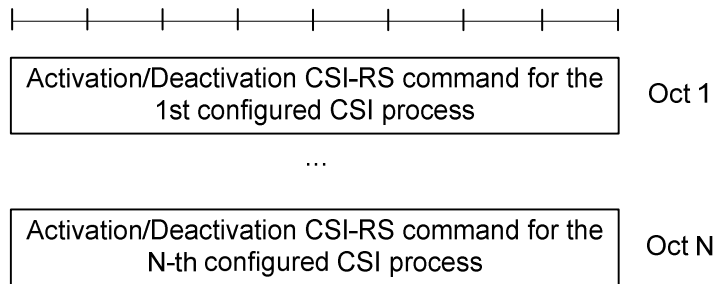 Activation/Deactivation CSI-RS command for the
1st configured CSI process
Oct 1
...
Activation/Deactivation CSI-RS command for the
N-th configured CSI process
Oct N